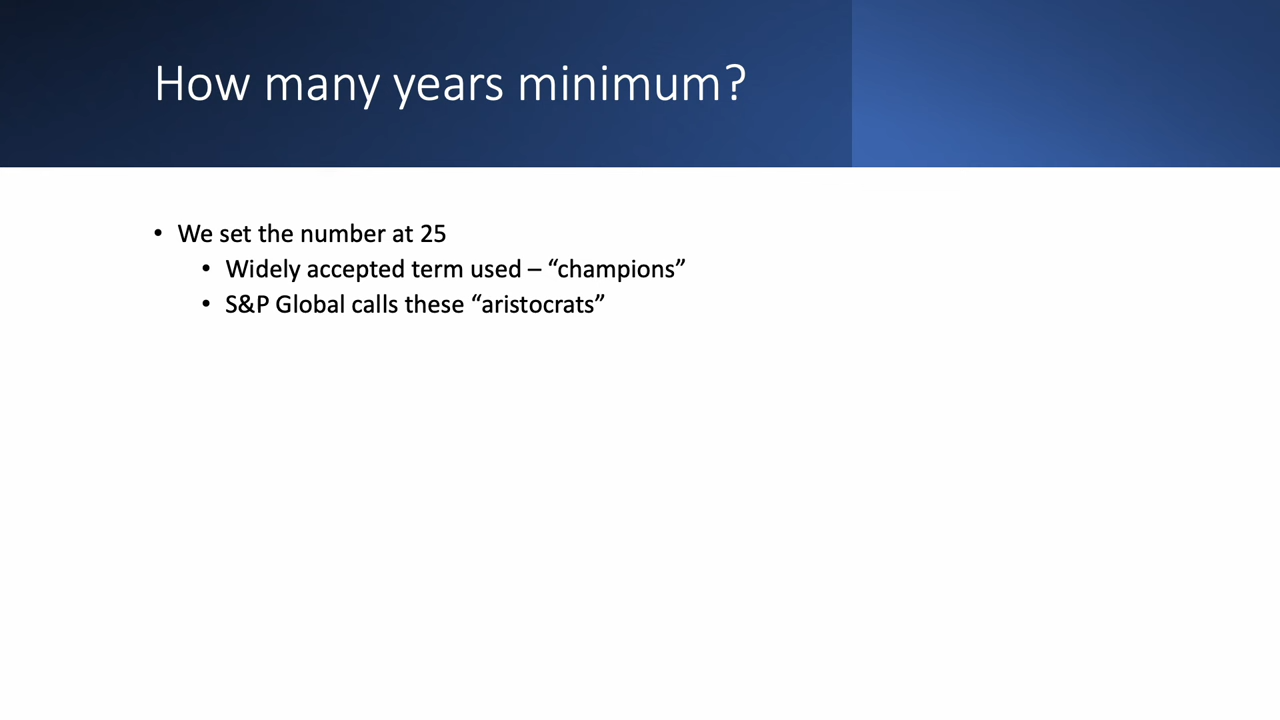 How many years minimum?
• We set the number at 25
• Widely accepted term used – “champions”
• S&P Global calls these “aristocrats”